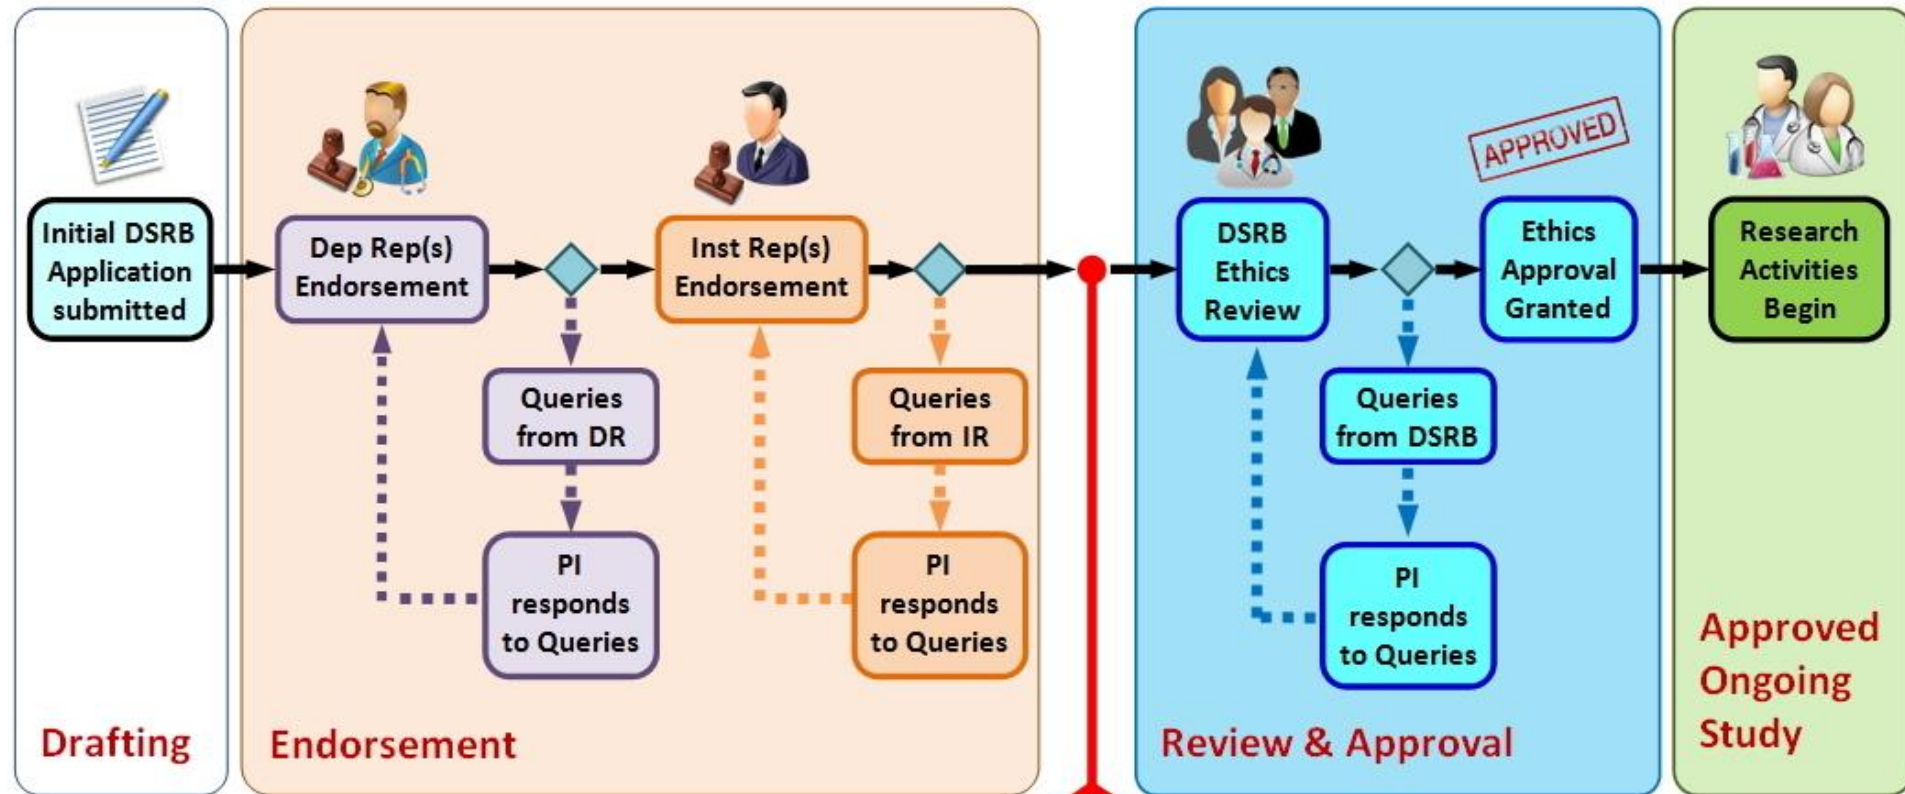 Initial DSRB
Application
submitted
Drafting
Dep Rep(s)
Endorsement
Queries
from DR
PI
responds
to Queries
Inst Rep(s)
Endorsement
Queries
from IR
PI
responds
to Queries
Endorsement
DSRB
Ethics
Review
Queries
from DSRB
PI
responds
to Queries
APPROVED
Ethics
Approval
Granted
Review & Approval
Research
Activities
Begin
Approved
Ongoing
Study